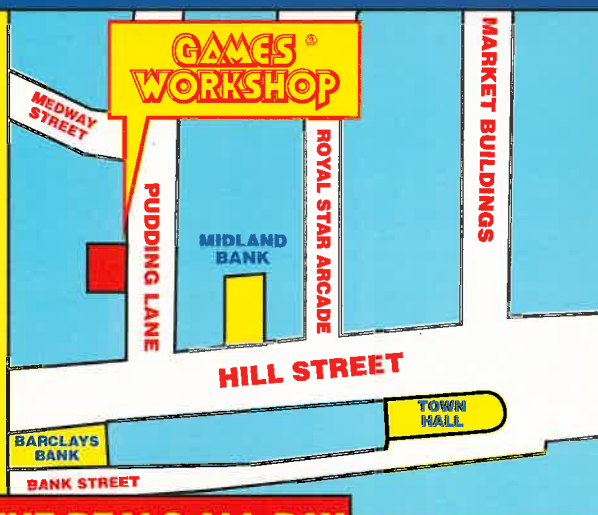 GAMES ®
WORKSHOP
MEDWAY
STREET
PUDDING LANE
MIDLAND
BANK
ROYAL STAR ARCADE
MARKET BUILDINGS
HILL STREET
TOWN
HALL
BARCLAYS
BANK
BANK STREET